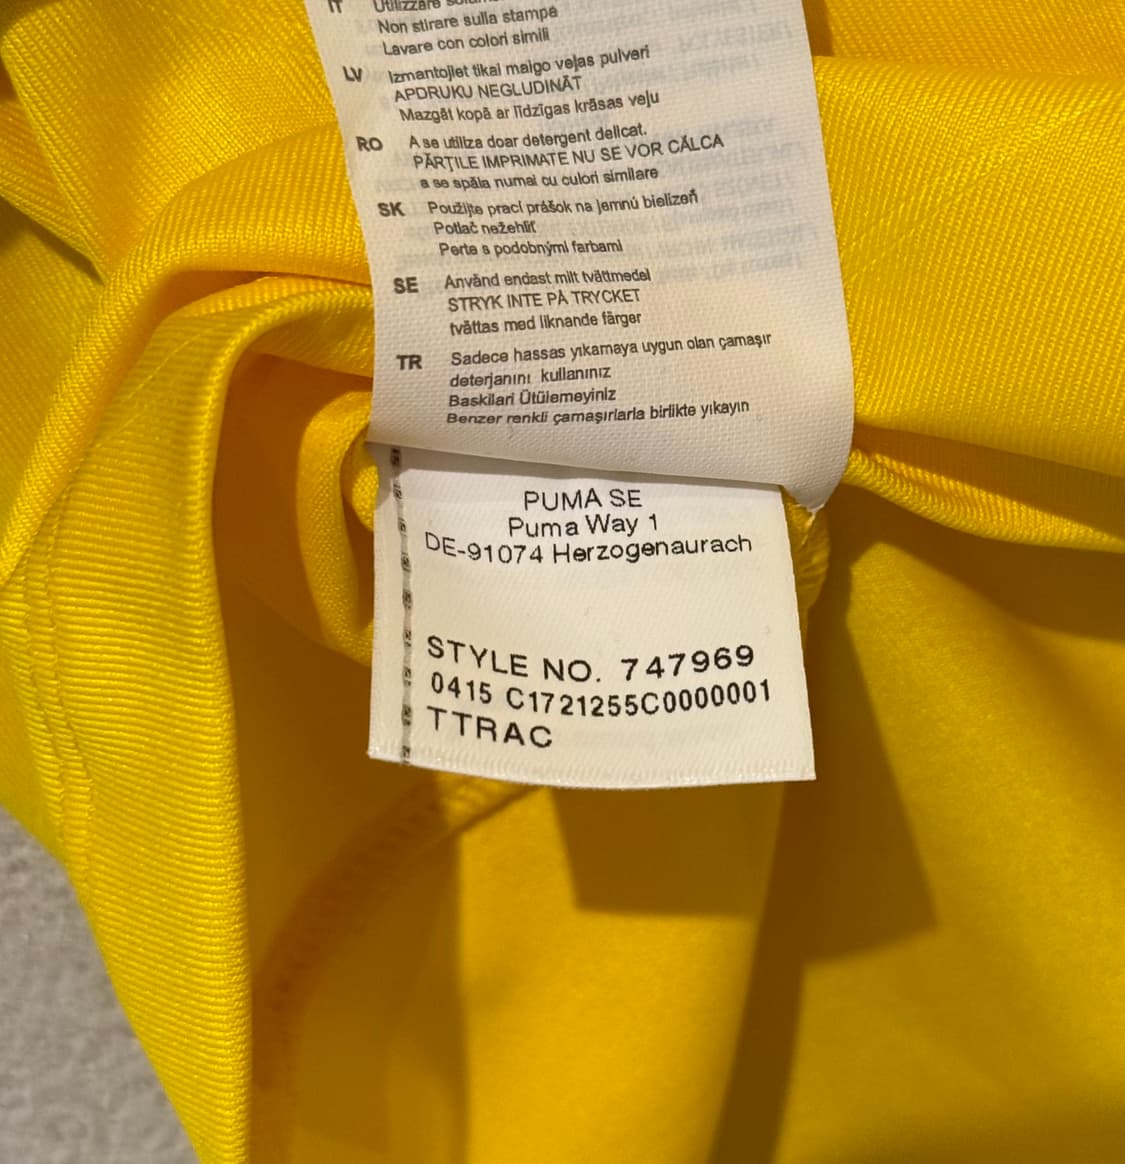 IT Utilizzare
Non stirare sulla stampa
Lavare con colori simili
LV Izmantojiet tikai maigo veļas pulveri
APDRUKU NEGLUDINĀT
Mazgāt kopā ar līdzīgas krāsas veļu
RO A se utiliza doar detergent delicat.
PĂRŢILE IMPRIMATE NU SE VOR CĂLCA
a se spăla numai cu culori similare
SK Použijte prací prášok na jemnú bielizeň
Potlač nežehliť
Perte s podobnými farbami
SE Använd endast milt tvättmedel
STRYK INTE PÅ TRYCKET
tvättas med liknande färger
TR Sadece hassas yıkamaya uygun olan çamaşır
deterjanını kullanınız
Baskilari Ütülemeyiniz
Benzer renkli çamaşırlarla birlikte yıkayın
PUMA SE
Puma Way 1
DE-91074 Herzogenaurach
STYLE NO. 747969
0415 C1721255C0000001
TTRAC